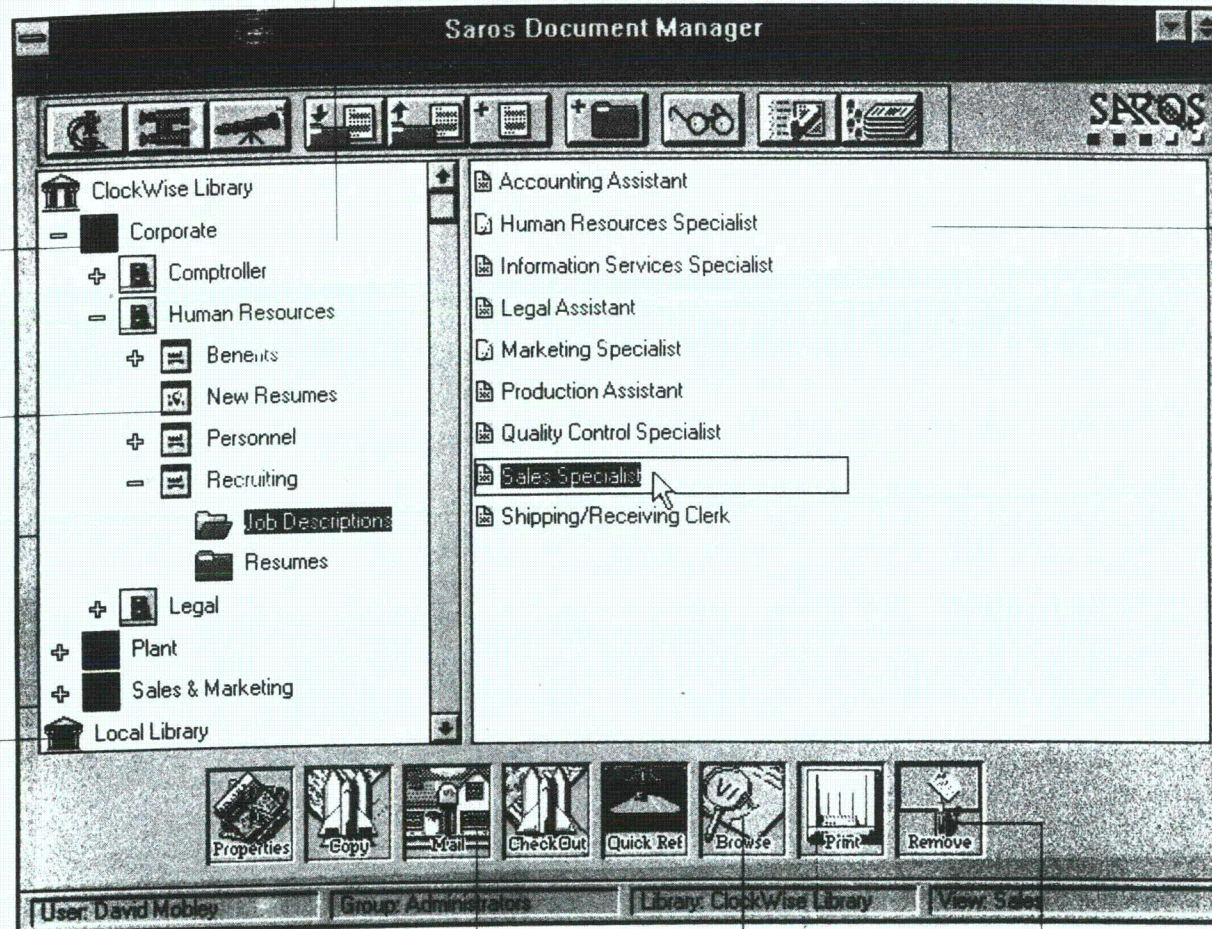 Saros Document Manager
SAROS
ClockWise Library
Corporate
Comptroller
Human Resources
Benefits
New Resumes
Personnel
Recruiting
Job Descriptions
Resumes
Legal
Plant
Sales & Marketing
Local Library
Accounting Assistant
Human Resources Specialist
Information Services Specialist
Legal Assistant
Marketing Specialist
Production Assistant
Quality Control Specialist
Sales Specialist
Shipping/Receiving Clerk
Properties
Copy
Mail
CheckOut
Quick Ref
Browse
Print
Remove
User: David Mobley
Group: Administrators
Library: ClockWise Library
View: Sales